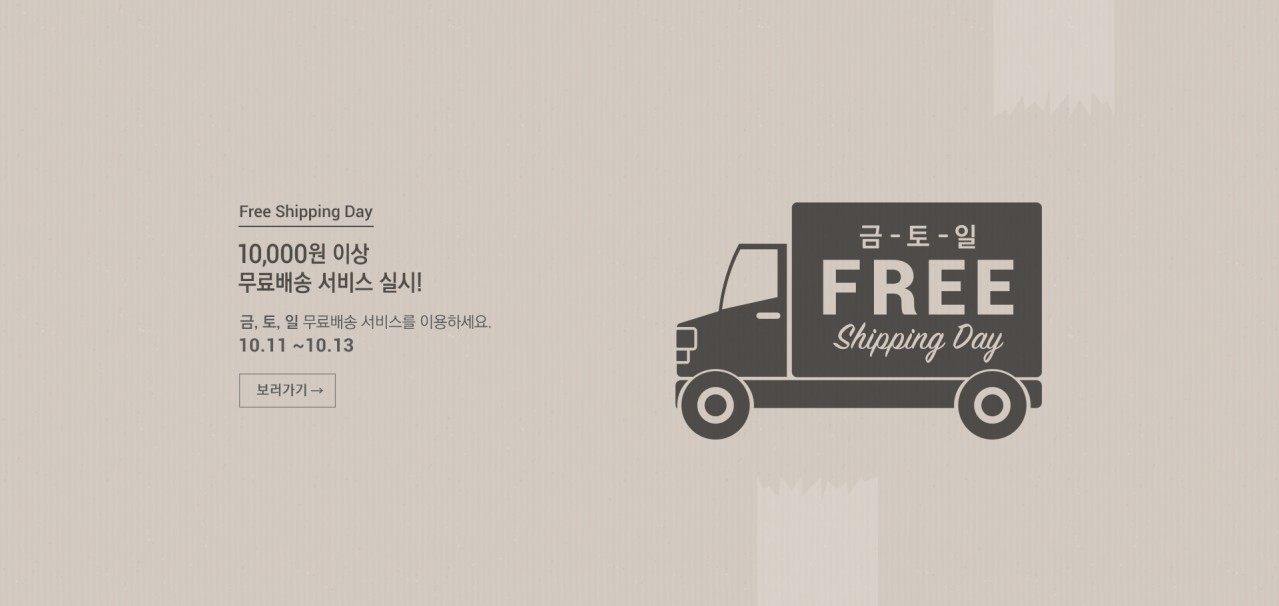 Free Shipping Day
10,000원 이상
무료배송 서비스 실시!
금, 토, 일 무료배송 서비스를 이용하세요.
10.11 ~10.13
보러가기 →
금 - 토 - 일
FREE
Shipping Day